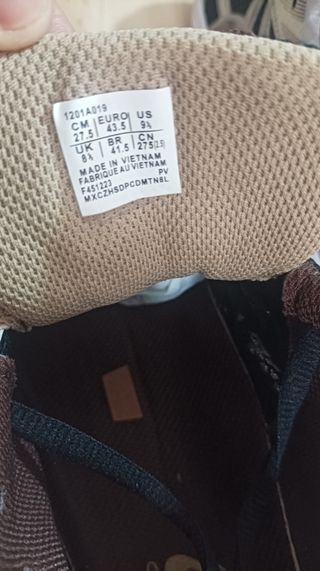 1201A019
CM EURO US
27.5 43.5 9½
UK BR CN
8½ 41.5 275(2.5)
MADE IN VIETNAM
FABRIQUE AU VIETNAM
F451223 PV
MXCZHSDPCDMTN8L